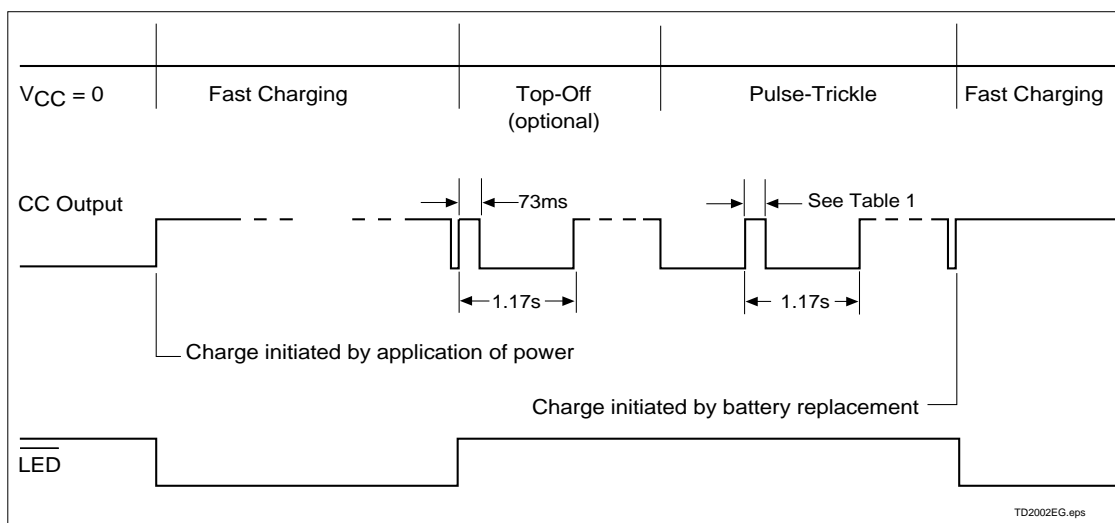 VCC = 0
Fast Charging
Top-Off
(optional)
Pulse-Trickle
Fast Charging
CC Output
73ms
See Table 1
1.17s
1.17s
Charge initiated by application of power
Charge initiated by battery replacement
LED
TD2002EG.eps